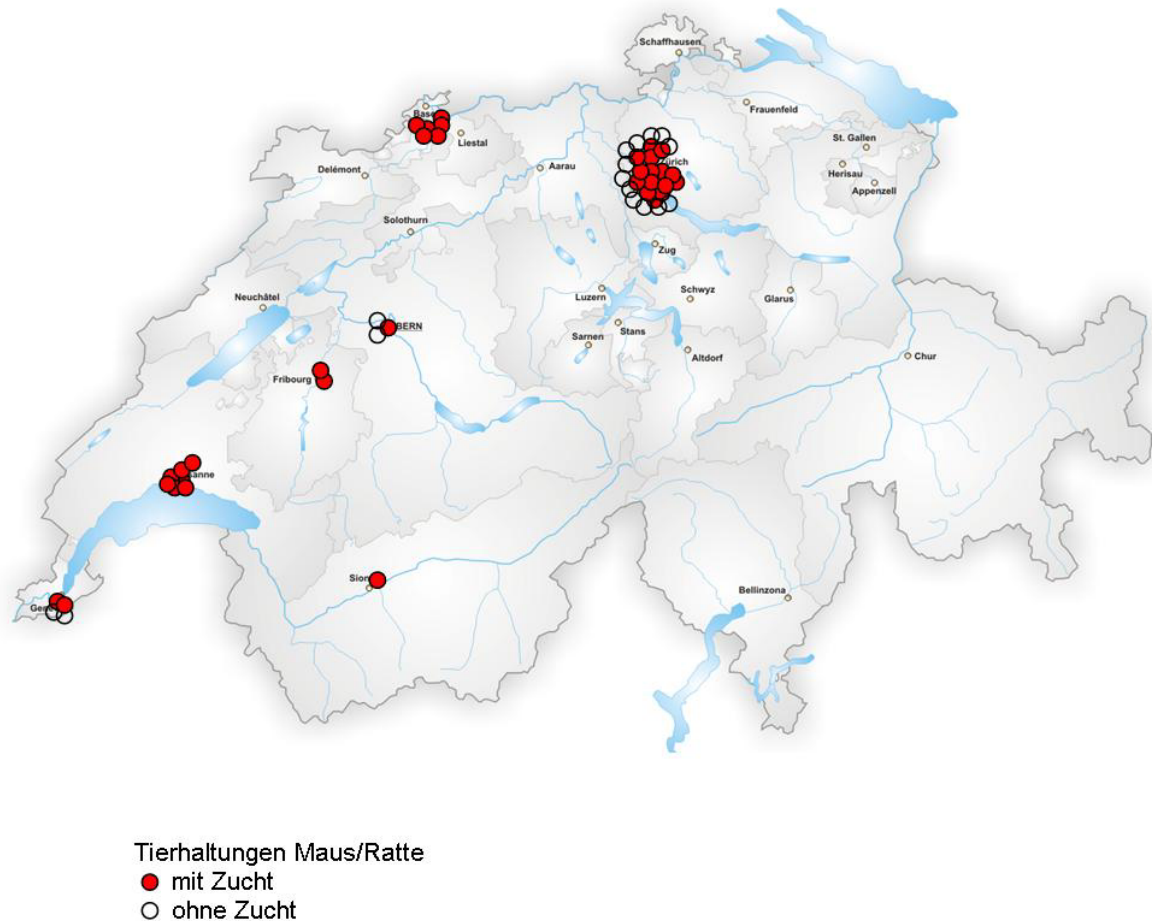 Schaffhausen
Frauenfeld
Liestal
St. Gallen
Aarau
Herisau
Delémont
Appenzell
Solothurn
Zug
Neuchâtel
Luzern
Schwyz
Glarus
BERN
Stans
Sarnen
Altdorf
Chur
Fribourg
Sion
Bellinzona
Tierhaltungen Maus/Ratte
mit Zucht
ohne Zucht